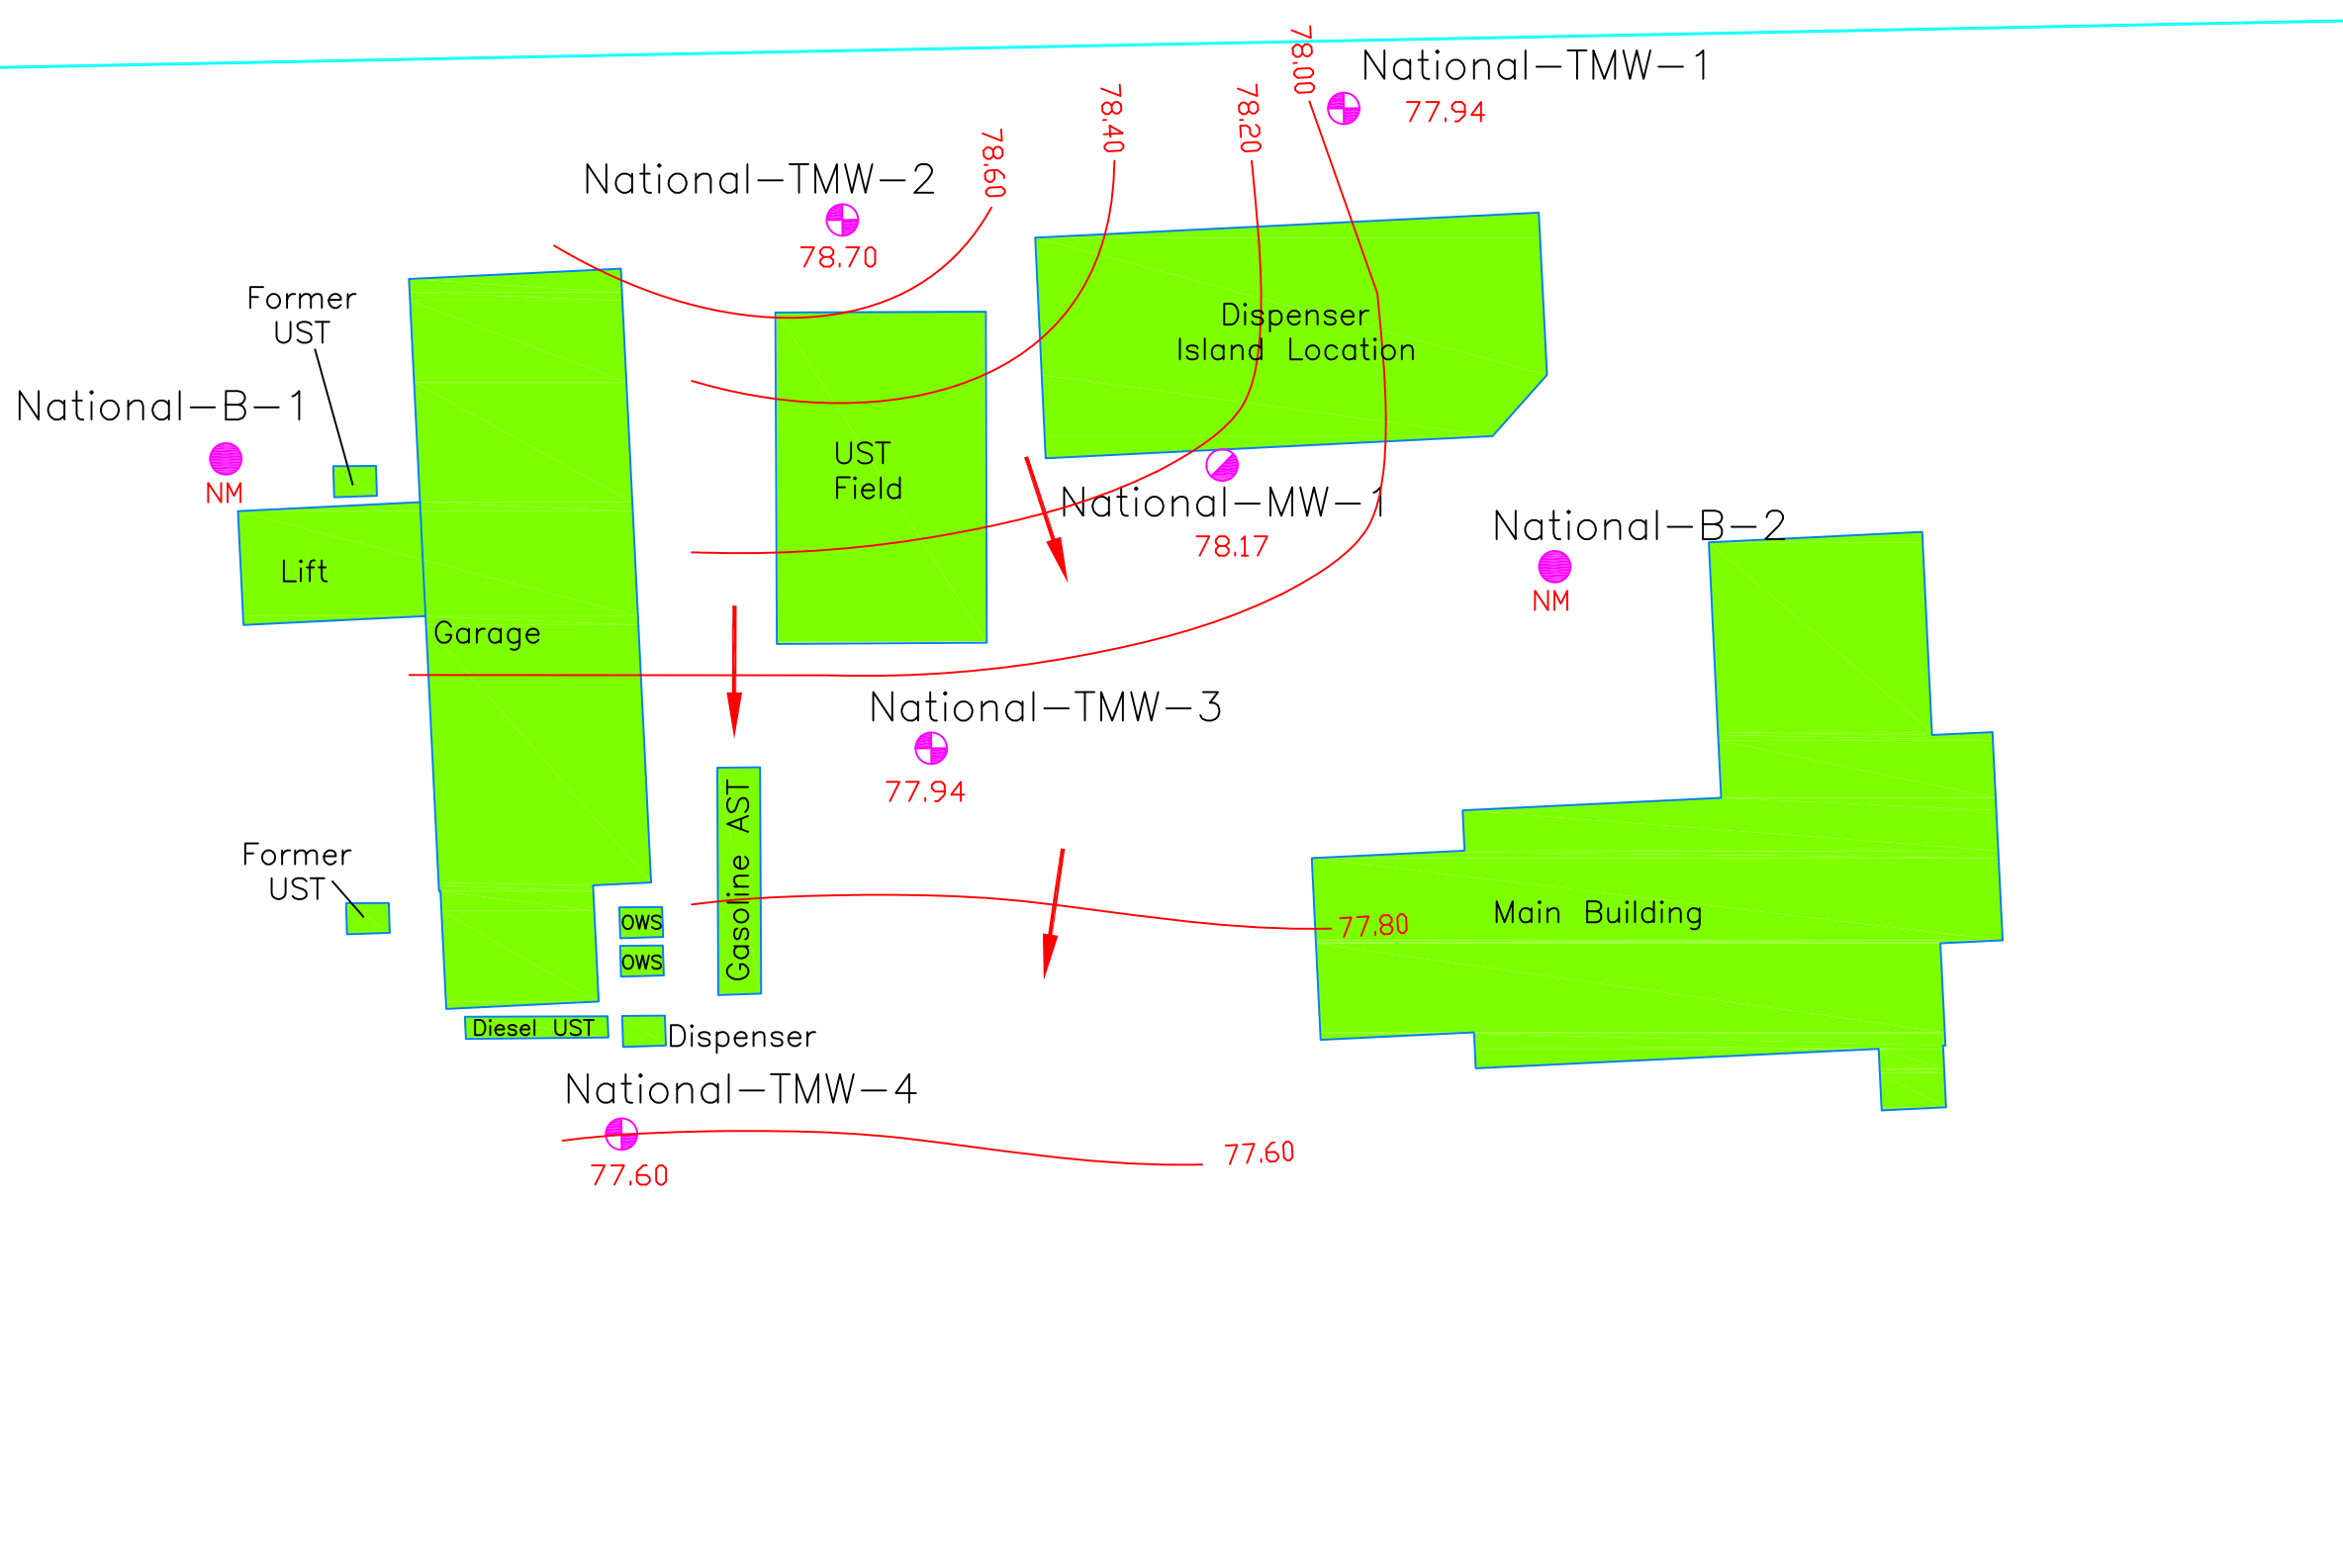 78.00
National-TMW-1
77.94
78.40
78.20
78.60
National-TMW-2
78.70
Former
UST
Dispenser
Island Location
National-B-1
NM
UST
Field
National-MW-1
78.17
National-B-2
NM
Lift
Garage
National-TMW-3
77.94
Gasoline AST
Former
UST
OWS
OWS
77.80
Main Building
Diesel UST
Dispenser
National-TMW-4
77.60
77.60